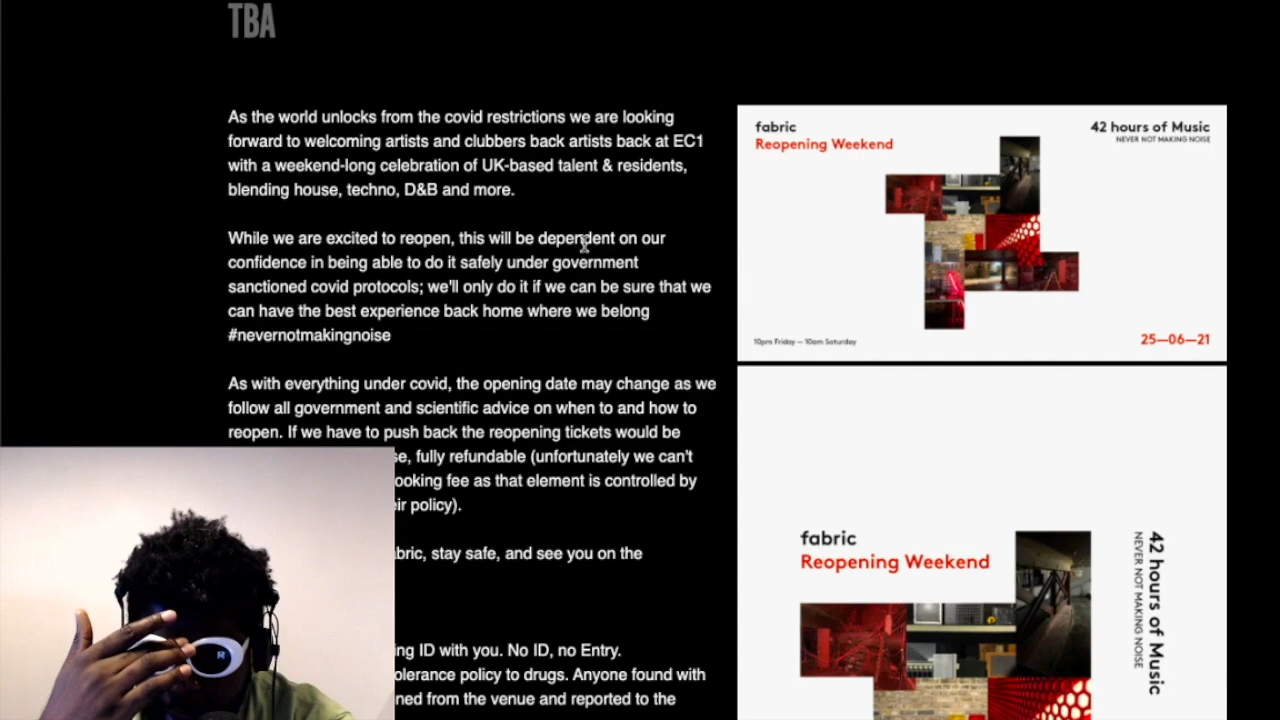 TBA
As the world unlocks from the covid restrictions we are looking
forward to welcoming artists and clubbers back artists back at EC1
with a weekend-long celebration of UK-based talent & residents,
blending house, techno, D&B and more.
While we are excited to reopen, this will be dependent on our
confidence in being able to do it safely under government
sanctioned covid protocols; we'll only do it if we can be sure that we
can have the best experience back home where we belong
#nevernotmakingnoise
As with everything under covid, the opening date may change as we
follow all government and scientific advice on when to and how to
reopen. If we have to push back the reopening tickets would be
fully refundable (unfortunately we can't
fee as that element is controlled by
policy).
stay safe, and see you on the
ID with you. No ID, no Entry.
policy to drugs. Anyone found with
from the venue and reported to the
fabric
Reopening Weekend
42 hours of Music
NEVER NOT MAKING NOISE
10pm Friday — 10am Saturday
25—06—21
fabric
Reopening Weekend
42 hours of Music
NEVER NOT MAKING NOISE